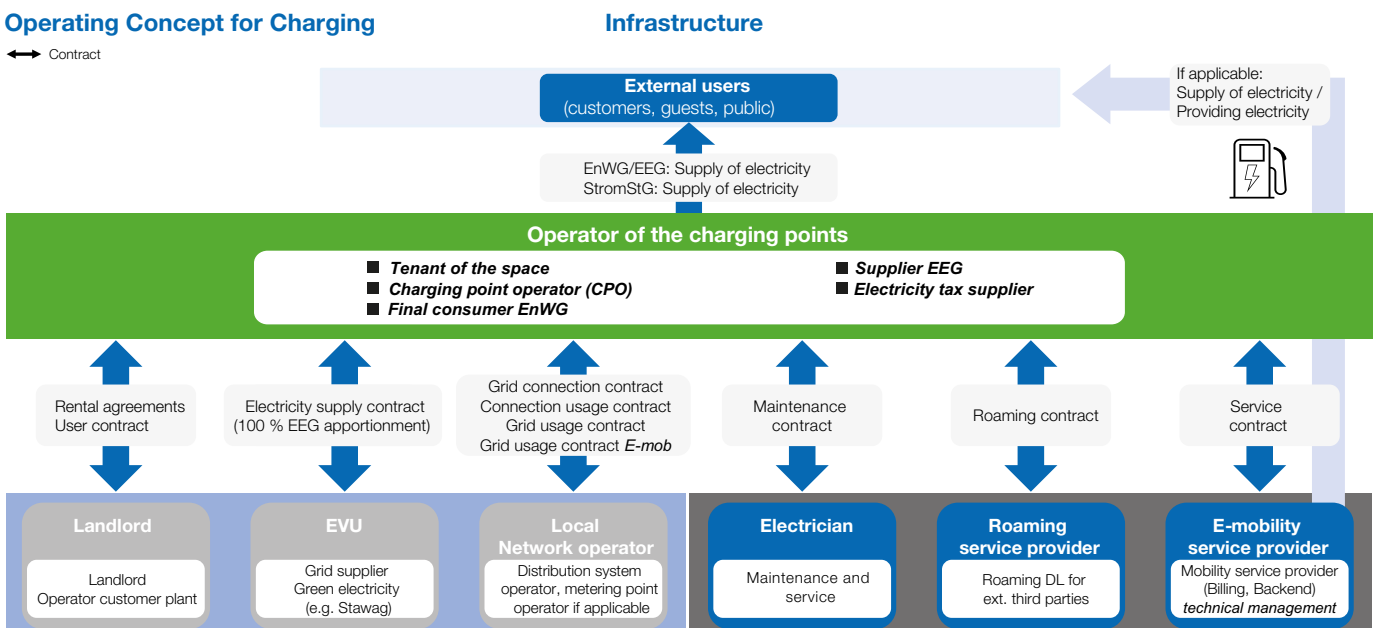 Operating Concept for Charging Infrastructure
Contract
External users
(customers, guests, public)
If applicable:
Supply of electricity /
Providing electricity
EnWG/EEG: Supply of electricity
StromStG: Supply of electricity
Operator of the charging points
Tenant of the space
Charging point operator (CPO)
Final consumer EnWG
Supplier EEG
Electricity tax supplier
Rental agreements
User contract
Electricity supply contract
(100 % EEG apportionment)
Grid connection contract
Connection usage contract
Grid usage contract
Grid usage contract E-mob
Maintenance
contract
Roaming contract
Service
contract
Landlord
Landlord
Operator customer plant
EVU
Grid supplier
Green electricity
(e.g. Stawag)
Local
Network operator
Distribution system
operator, metering point
operator if applicable
Electrician
Maintenance and
service
Roaming
service provider
Roaming DL for
ext. third parties
E-mobility
service provider
Mobility service provider
(Billing, Backend)
technical management